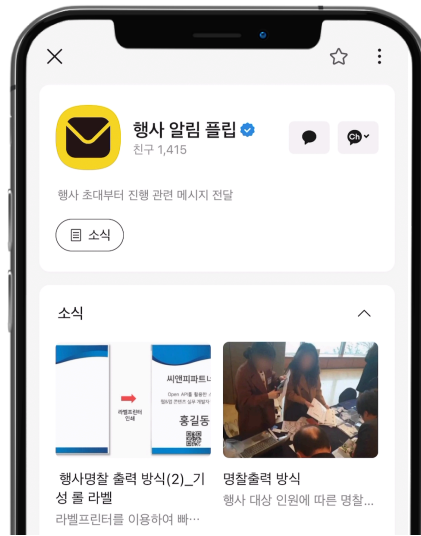 행사 알림 플립
친구 1,415
Ch
행사 초대부터 진행 관련 메시지 전달
소식
소식
라벨프린터
인쇄
씨앤피파트너
홍길동
행사명찰 출력 방식(2)_기
성 롤 라벨
라벨프린터를 이용하여 빠…
명찰출력 방식
행사 대상 인원에 따른 명찰...